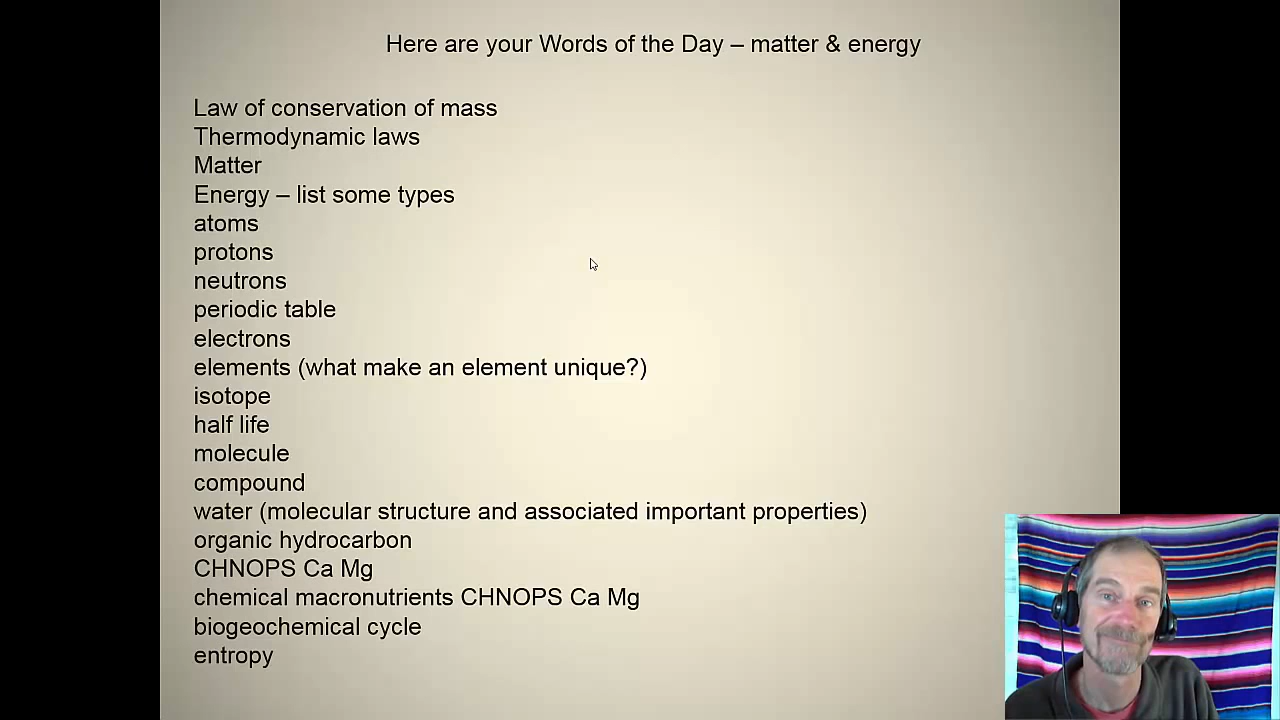 Here are your Words of the Day – matter & energy
Law of conservation of mass
Thermodynamic laws
Matter
Energy – list some types
atoms
protons
neutrons
periodic table
electrons
elements (what make an element unique?)
isotope
half life
molecule
compound
water (molecular structure and associated important properties)
organic hydrocarbon
CHNOPS Ca Mg
chemical macronutrients CHNOPS Ca Mg
biogeochemical cycle
entropy